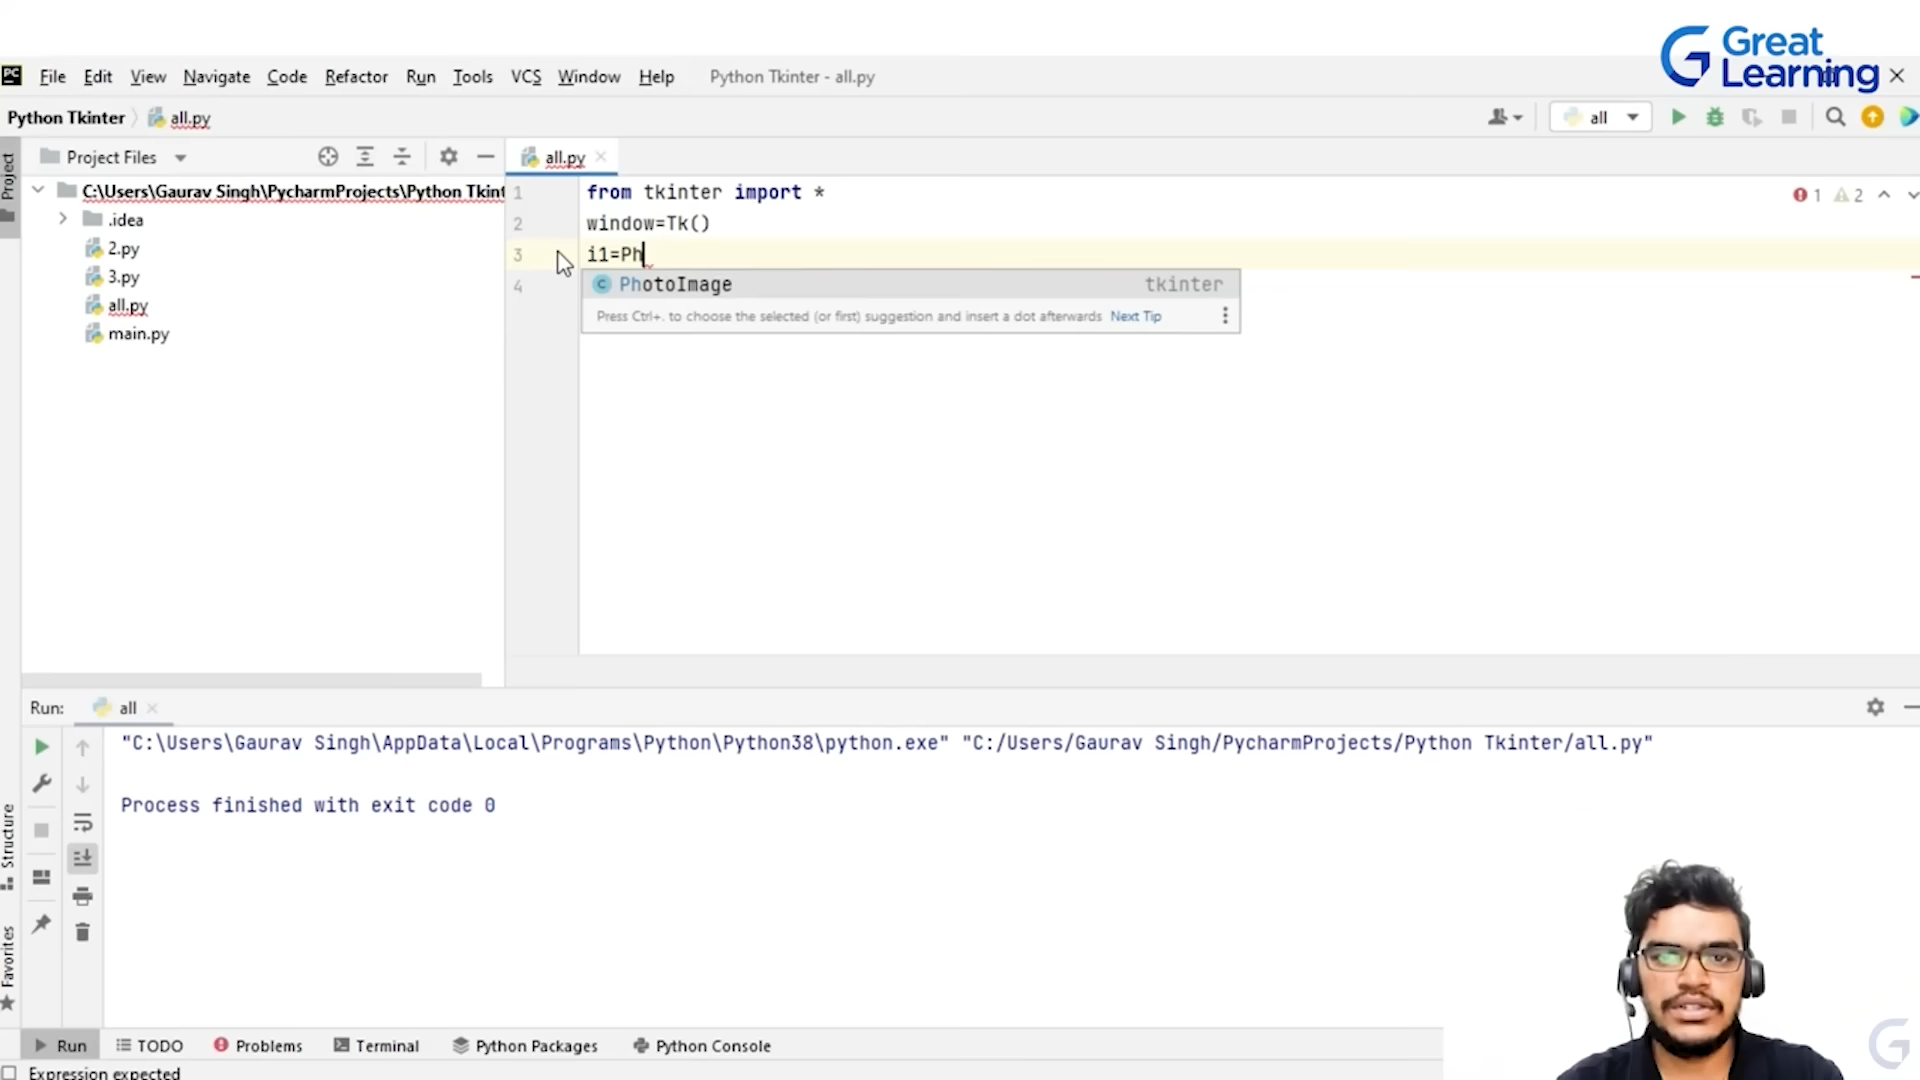 Great
Learning
PC File Edit View Navigate Code Refactor Run Tools VCS Window Help Python Tkinter - all.py
Python Tkinter all.py all
Project
Project Files
all.py
C:\Users\Gaurav Singh\PycharmProjects\Python Tkint
.idea
2.py
3.py
all.py
main.py
1 from tkinter import *
2 window=Tk()
3 i1=Ph
4
1 2
C PhotoImage tkinter
Press Ctrl+. to choose the selected (or first) suggestion and insert a dot afterwards Next Tip
Run: all
"C:\Users\Gaurav Singh\AppData\Local\Programs\Python\Python38\python.exe" "C:/Users/Gaurav Singh/PycharmProjects/Python Tkinter/all.py"
Process finished with exit code 0
Structure
Favorites
Run TODO Problems Terminal Python Packages Python Console
Expression expected
G